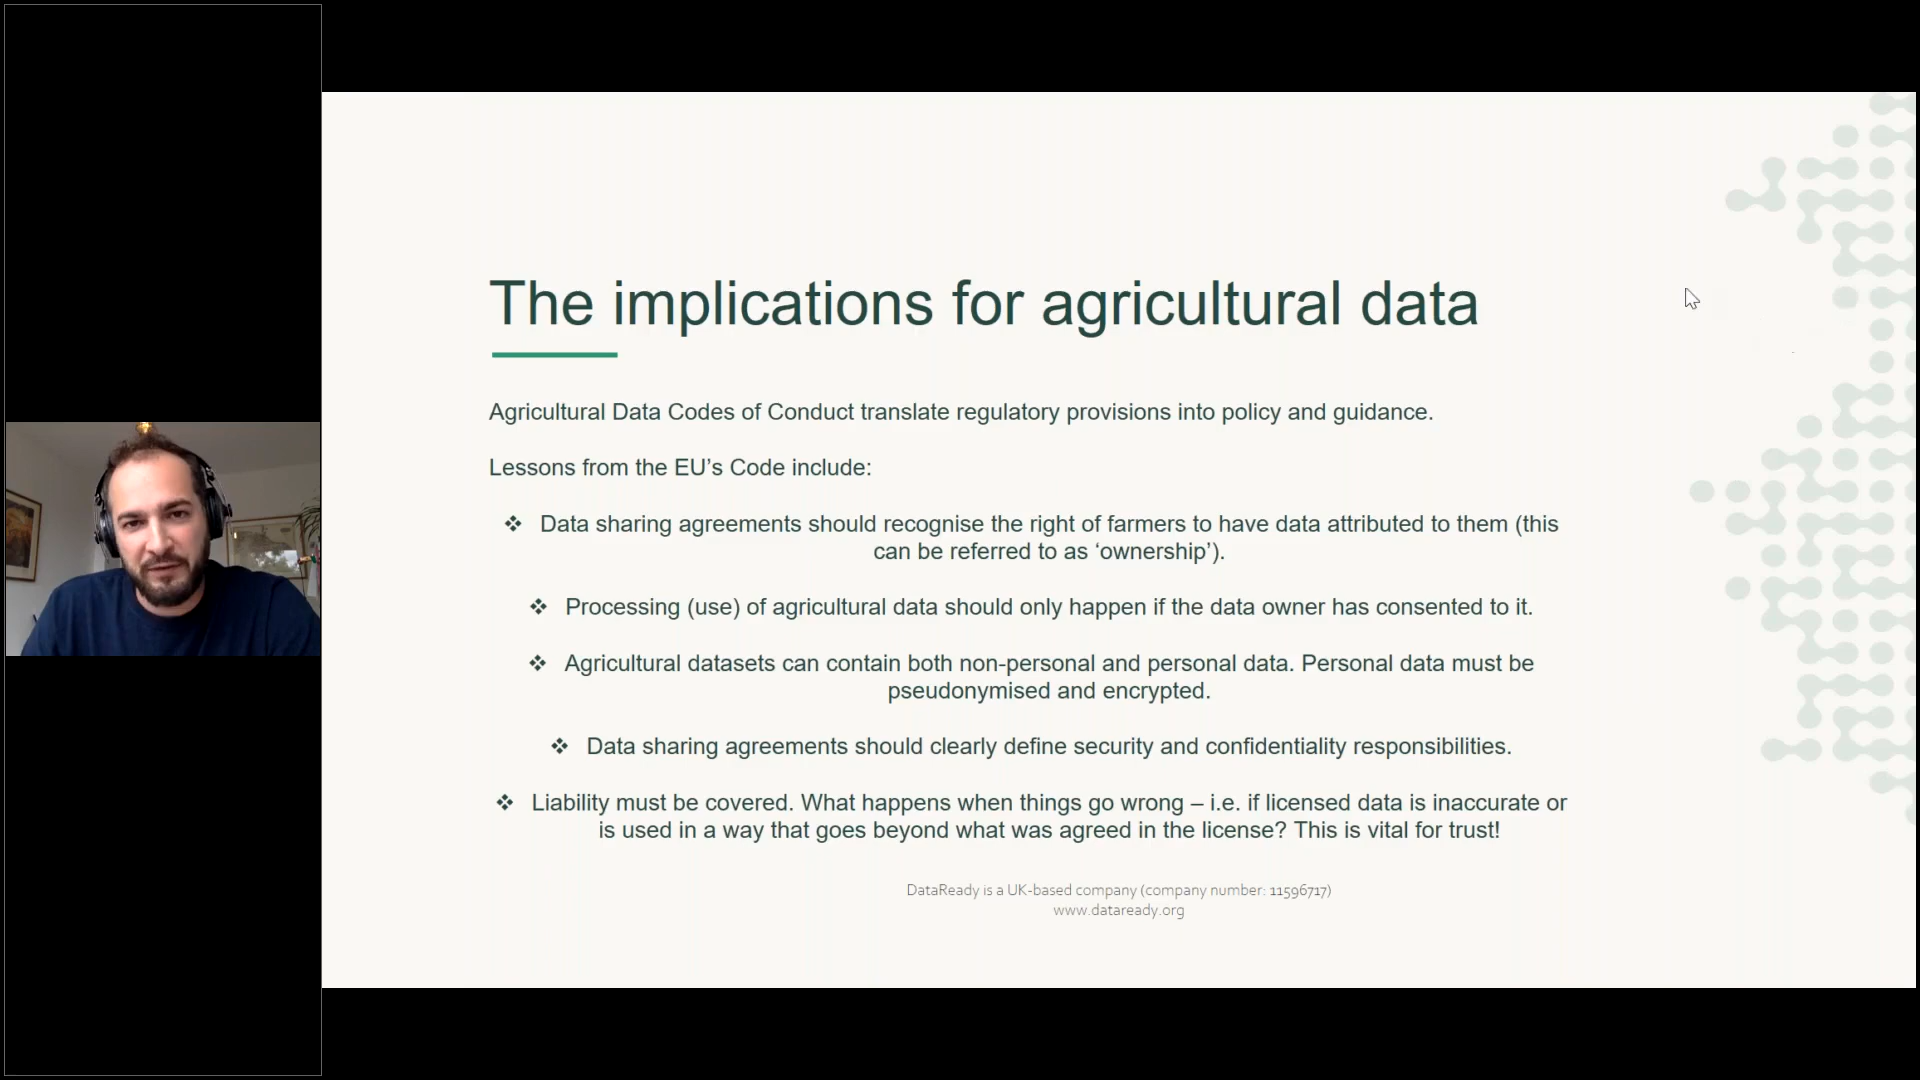 The implications for agricultural data
Agricultural Data Codes of Conduct translate regulatory provisions into policy and guidance.
Lessons from the EU’s Code include:
❖ Data sharing agreements should recognise the right of farmers to have data attributed to them (this
can be referred to as ‘ownership’).
❖ Processing (use) of agricultural data should only happen if the data owner has consented to it.
❖ Agricultural datasets can contain both non-personal and personal data. Personal data must be
pseudonymised and encrypted.
❖ Data sharing agreements should clearly define security and confidentiality responsibilities.
❖ Liability must be covered. What happens when things go wrong – i.e. if licensed data is inaccurate or
is used in a way that goes beyond what was agreed in the license? This is vital for trust!
DataReady is a UK-based company (company number: 11596717)
www.dataready.org